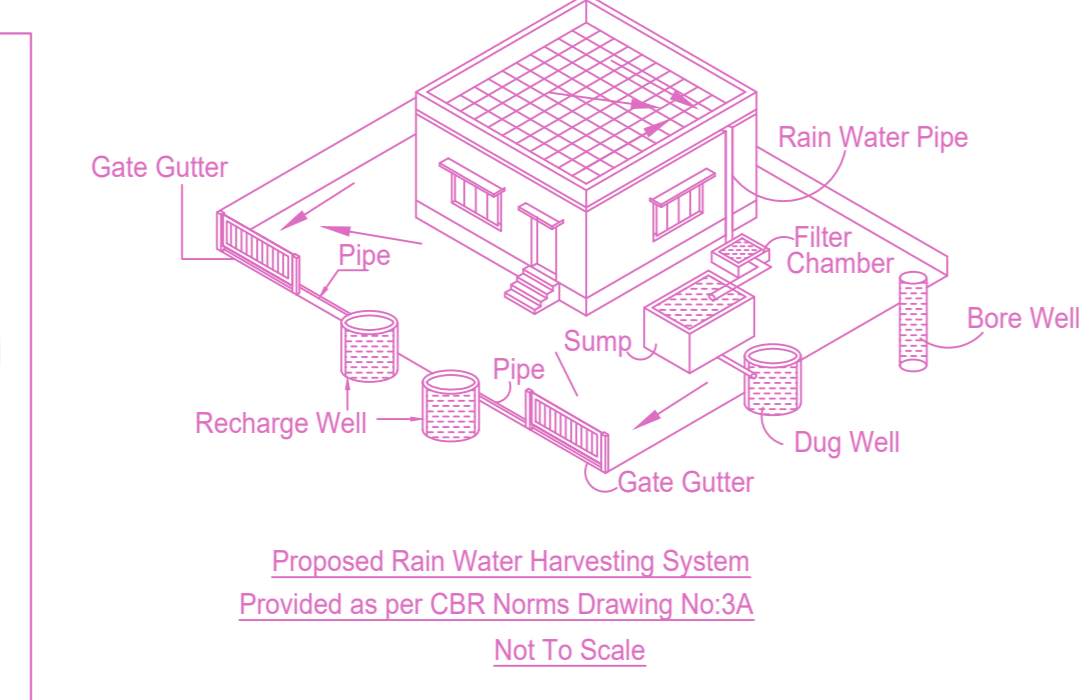 Rain Water Pipe
Gate Gutter
Filter
Chamber
Pipe
Bore Well
Sump
Pipe
Recharge Well
Dug Well
Gate Gutter
Proposed Rain Water Harvesting System
Provided as per CBR Norms Drawing No:3A
Not To Scale